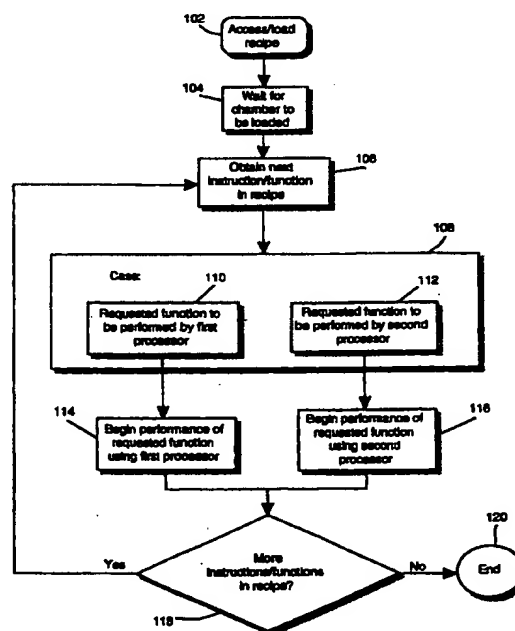 102
Access/load
recipe
104
Wait for
chamber to
be loaded
106
Obtain next
instruction/function
in recipe
108
Case:
110
Requested function to
be performed by first
processor
112
Requested function to
be performed by second
processor
114
Begin performance of
requested function
using first processor
116
Begin performance of
requested function
using second
processor
118
More
instructions/functions
in recipe?
Yes
No
120
End